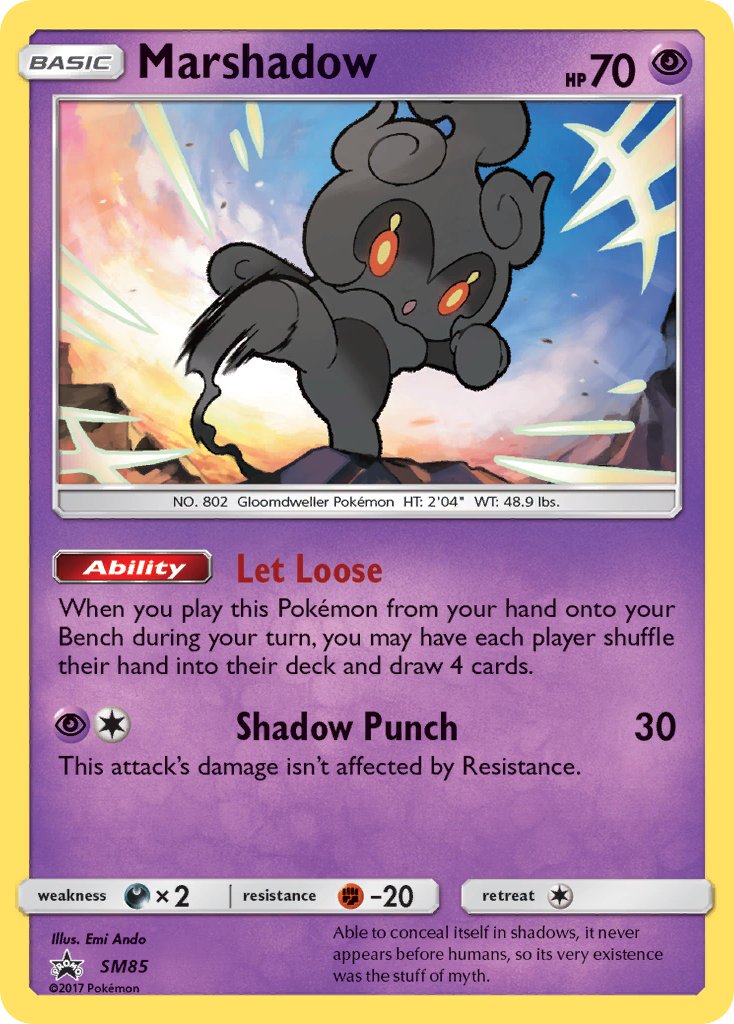 BASIC Marshadow HP 70
NO. 802 Gloomdweller Pokémon HT: 2'04" WT: 48.9 lbs.
Ability Let Loose
When you play this Pokémon from your hand onto your
Bench during your turn, you may have each player shuffle
their hand into their deck and draw 4 cards.
Shadow Punch 30
This attack's damage isn't affected by Resistance.
weakness ×2 resistance -20 retreat
Illus. Emi Ando
PROMO SM85
©2017 Pokémon
Able to conceal itself in shadows, it never
appears before humans, so its very existence
was the stuff of myth.